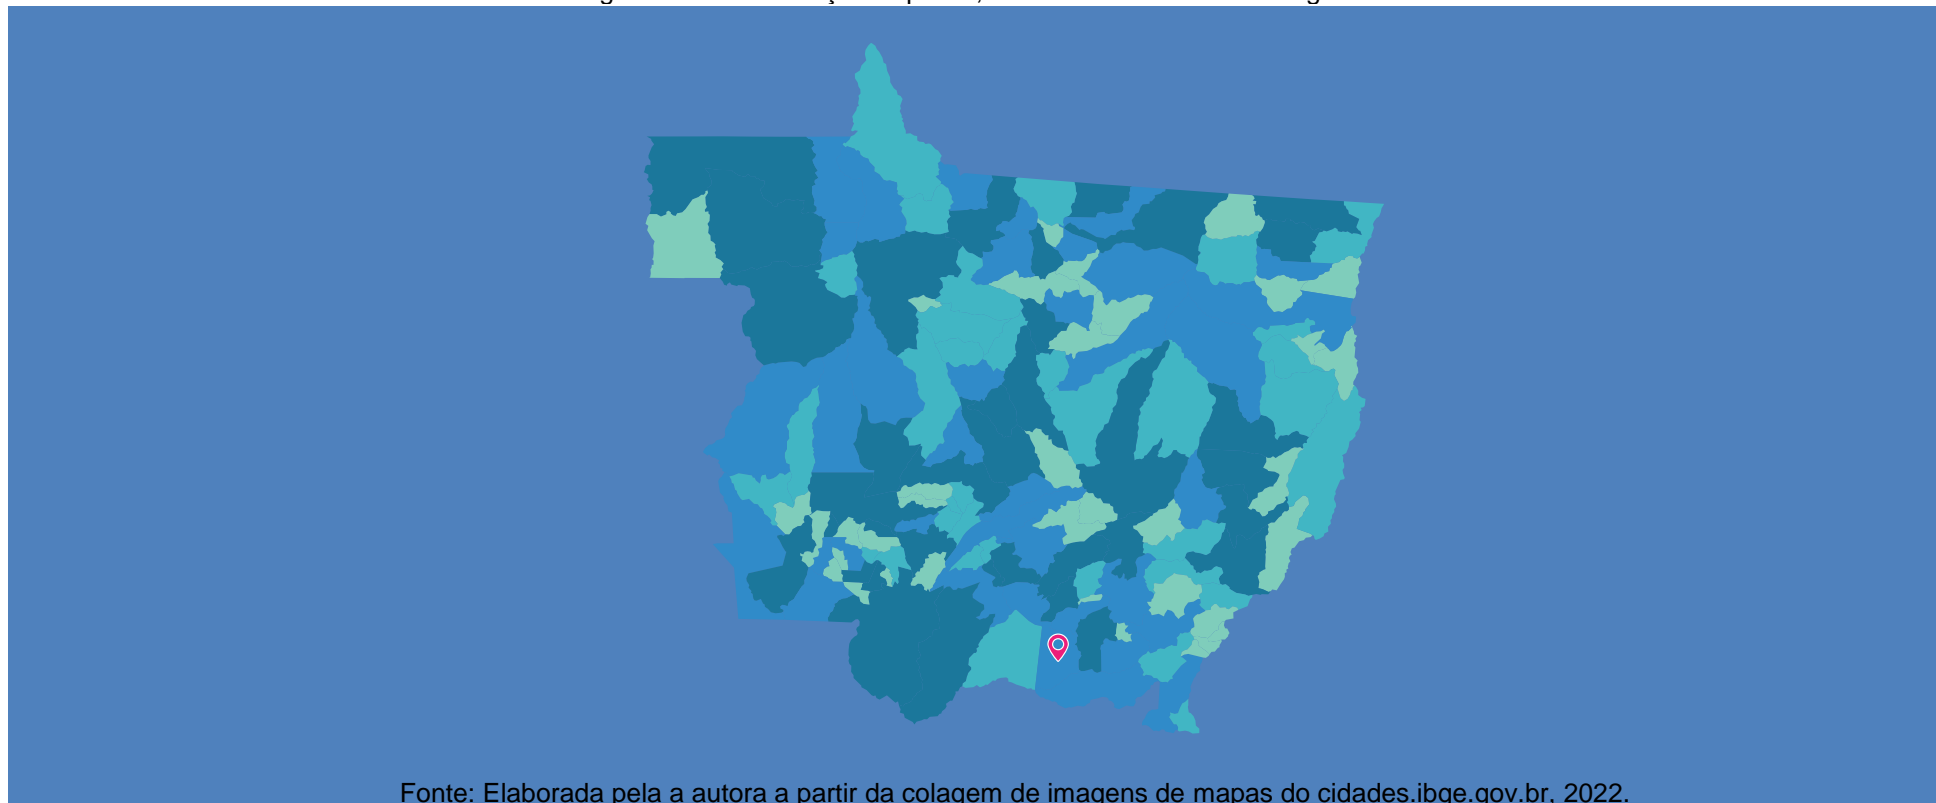 Fonte: Elaborada pela a autora a partir da colagem de imagens de mapas do cidades.ibge.gov.br, 2022.